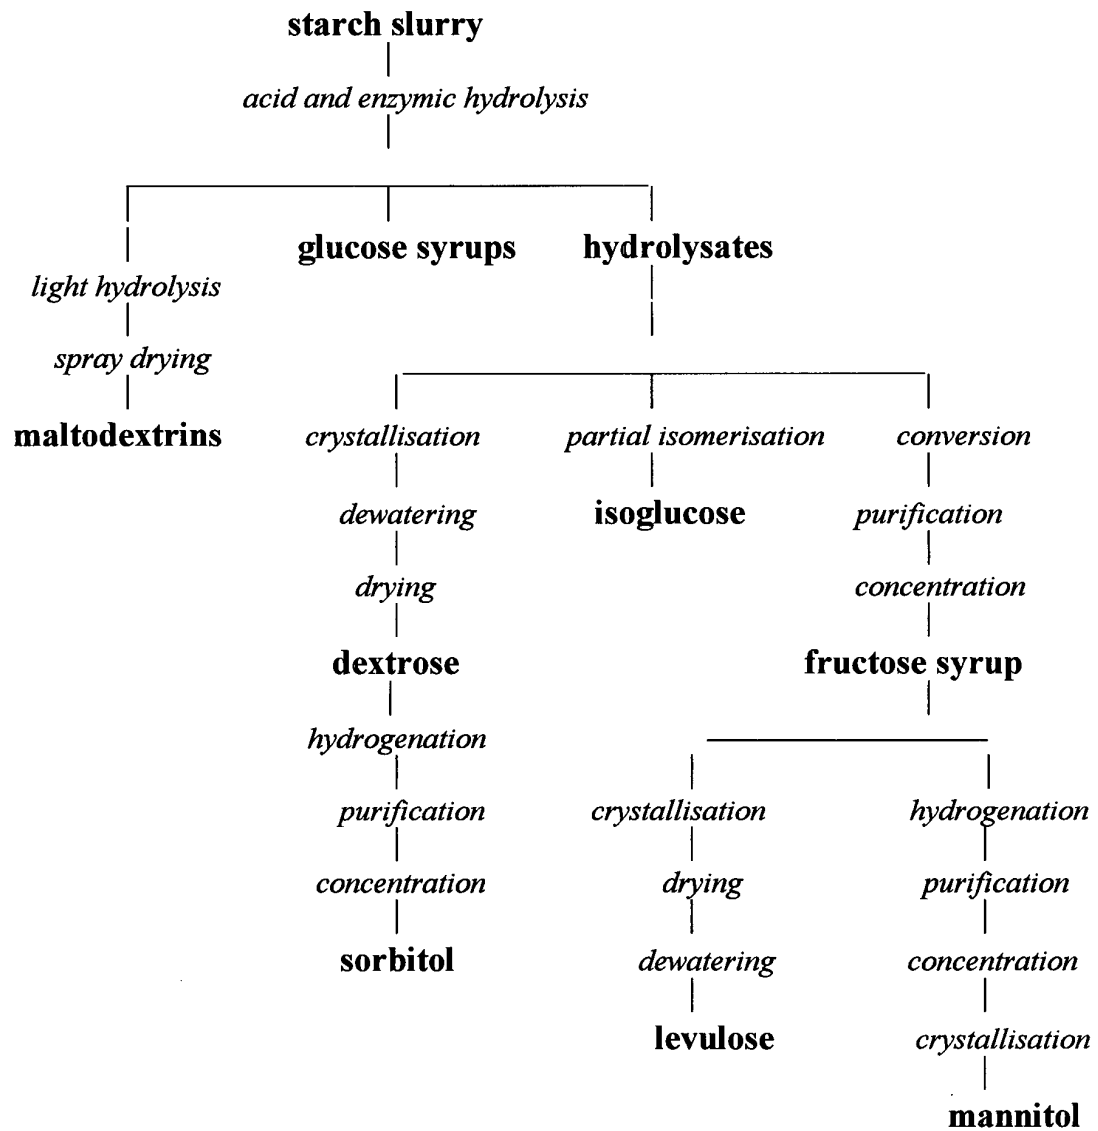 starch slurry
acid and enzymic hydrolysis
glucose syrups
hydrolysates
light hydrolysis
spray drying
maltodextrins
crystallisation
partial isomerisation
conversion
dewatering
isoglucose
purification
drying
concentration
dextrose
fructose syrup
hydrogenation
purification
crystallisation
hydrogenation
concentration
drying
purification
sorbitol
dewatering
concentration
levulose
crystallisation
mannitol